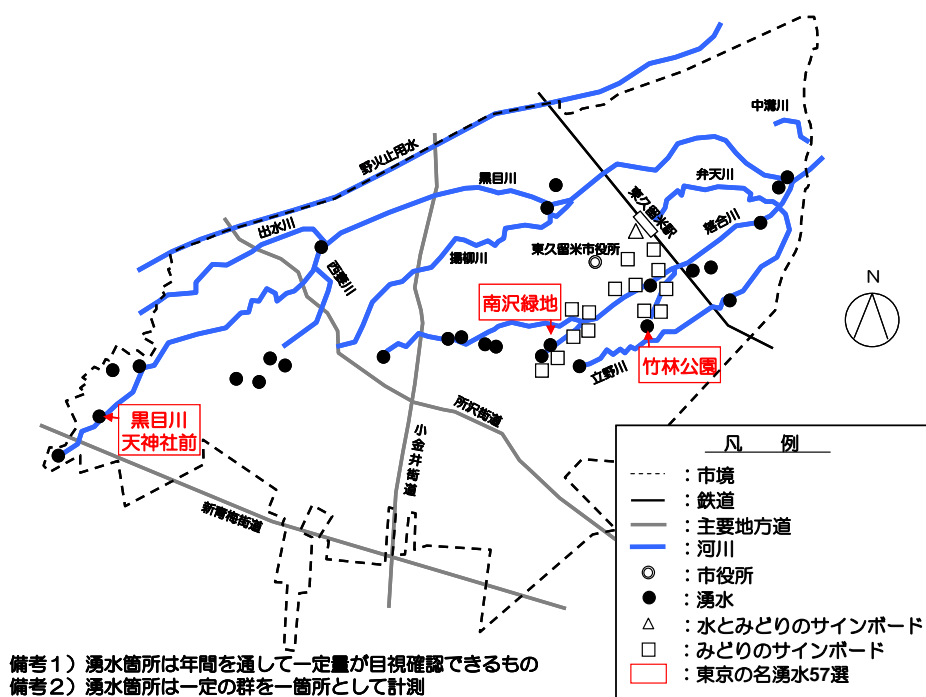 中溝川
野火止用水
黒目川
弁天川
東久留米駅
落合川
出水川
東久留米市役所
楊柳川
西妻川
南沢緑地
N
竹林公園
立野川
黒目川
天神社前
所沢街道
小金井街道
新青梅街道
凡 例
：市境
：鉄道
：主要地方道
：河川
：市役所
：湧水
：水とみどりのサインボード
：みどりのサインボード
：東京の名湧水57選
備考１）湧水箇所は年間を通して一定量が目視確認できるもの
備考２）湧水箇所は一定の群を一箇所として計測